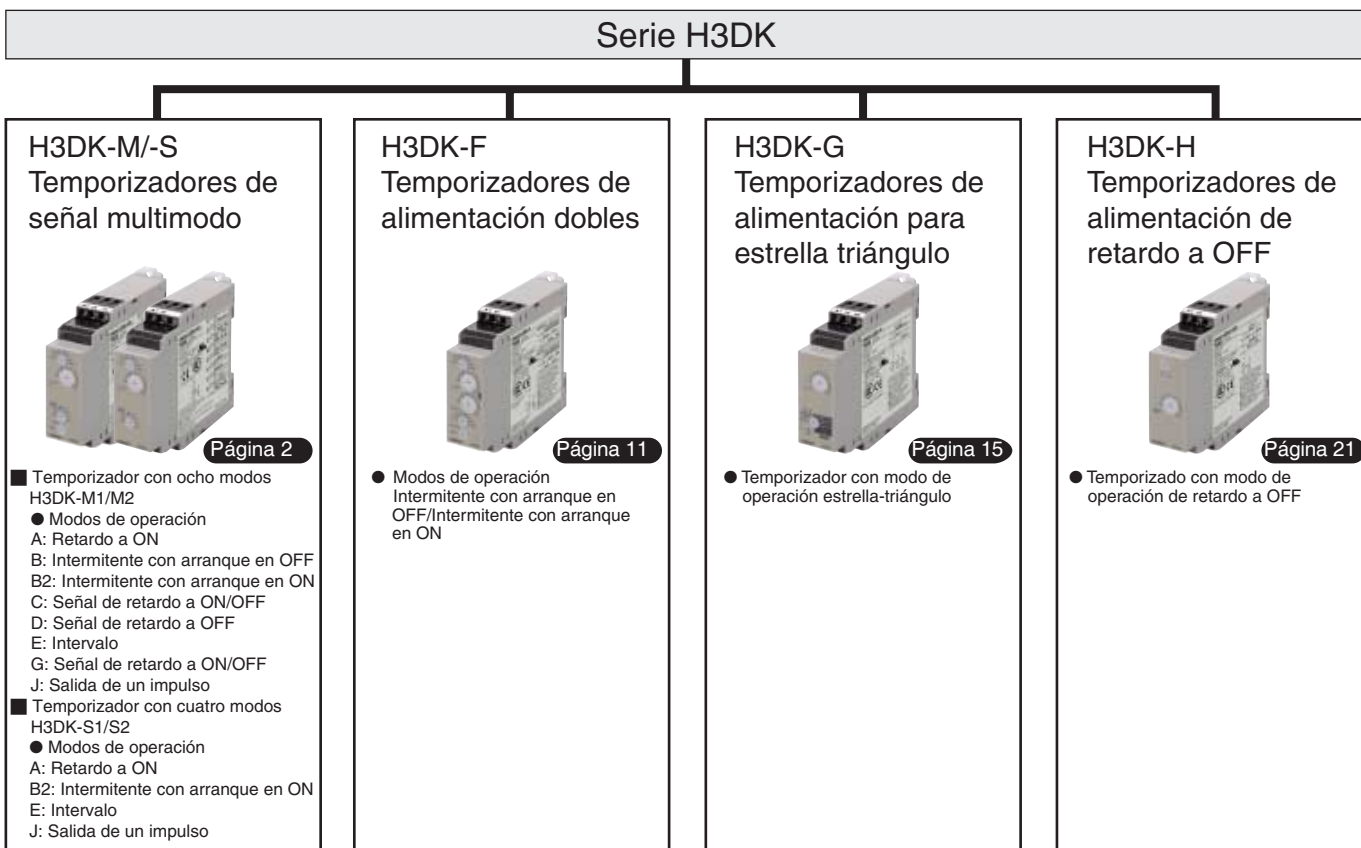 Serie H3DK
H3DK-M/-S
Temporizadores de
señal multimodo
Página 2
■ Temporizador con ocho modos
H3DK-M1/M2
● Modos de operación
A: Retardo a ON
B: Intermitente con arranque en OFF
B2: Intermitente con arranque en ON
C: Señal de retardo a ON/OFF
D: Señal de retardo a OFF
E: Intervalo
G: Señal de retardo a ON/OFF
J: Salida de un impulso
■ Temporizador con cuatro modos
H3DK-S1/S2
● Modos de operación
A: Retardo a ON
B2: Intermitente con arranque en ON
E: Intervalo
J: Salida de un impulso
H3DK-F
Temporizadores de
alimentación dobles
Página 11
● Modos de operación
Intermitente con arranque en
OFF/Intermitente con arranque
en ON
H3DK-G
Temporizadores de
alimentación para
estrella triángulo
Página 15
● Temporizador con modo de
operación estrella-triángulo
H3DK-H
Temporizadores de
alimentación de
retardo a OFF
Página 21
● Temporizado con modo de
operación de retardo a OFF